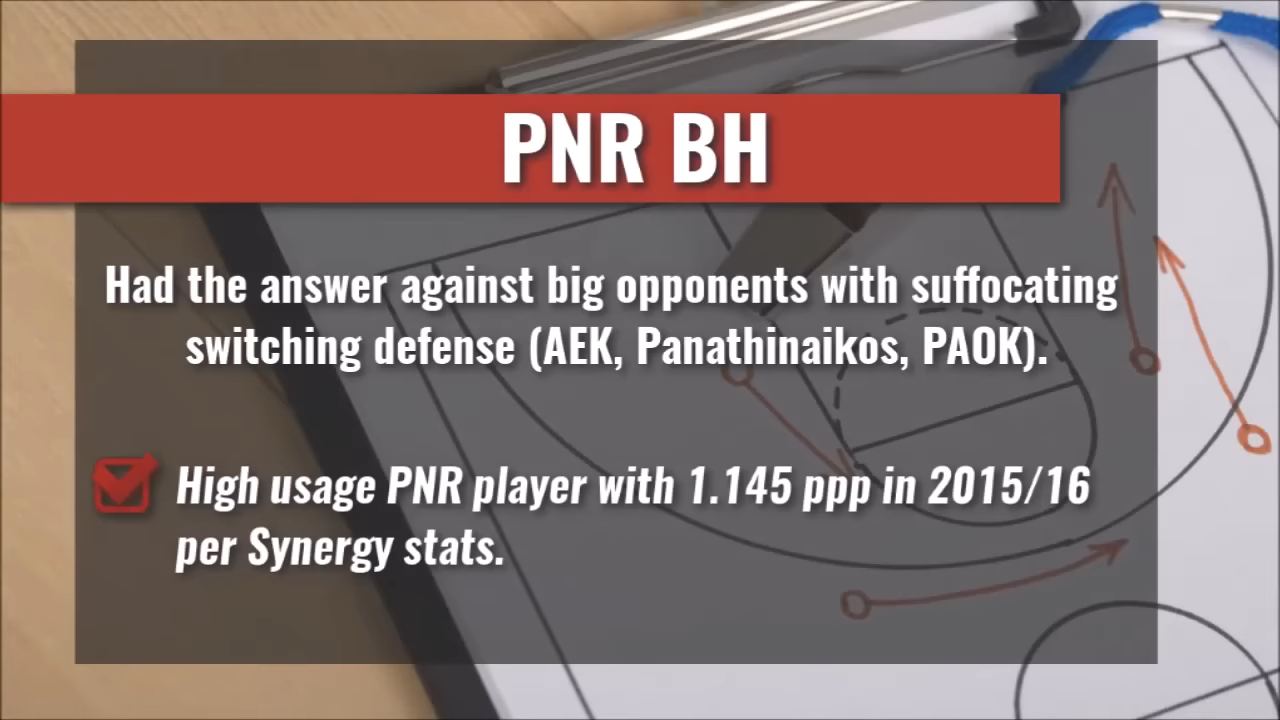 PNR BH
Had the answer against big opponents with suffocating
switching defense (AEK, Panathinaikos, PAOK).
High usage PNR player with 1.145 ppp in 2015/16
per Synergy stats.